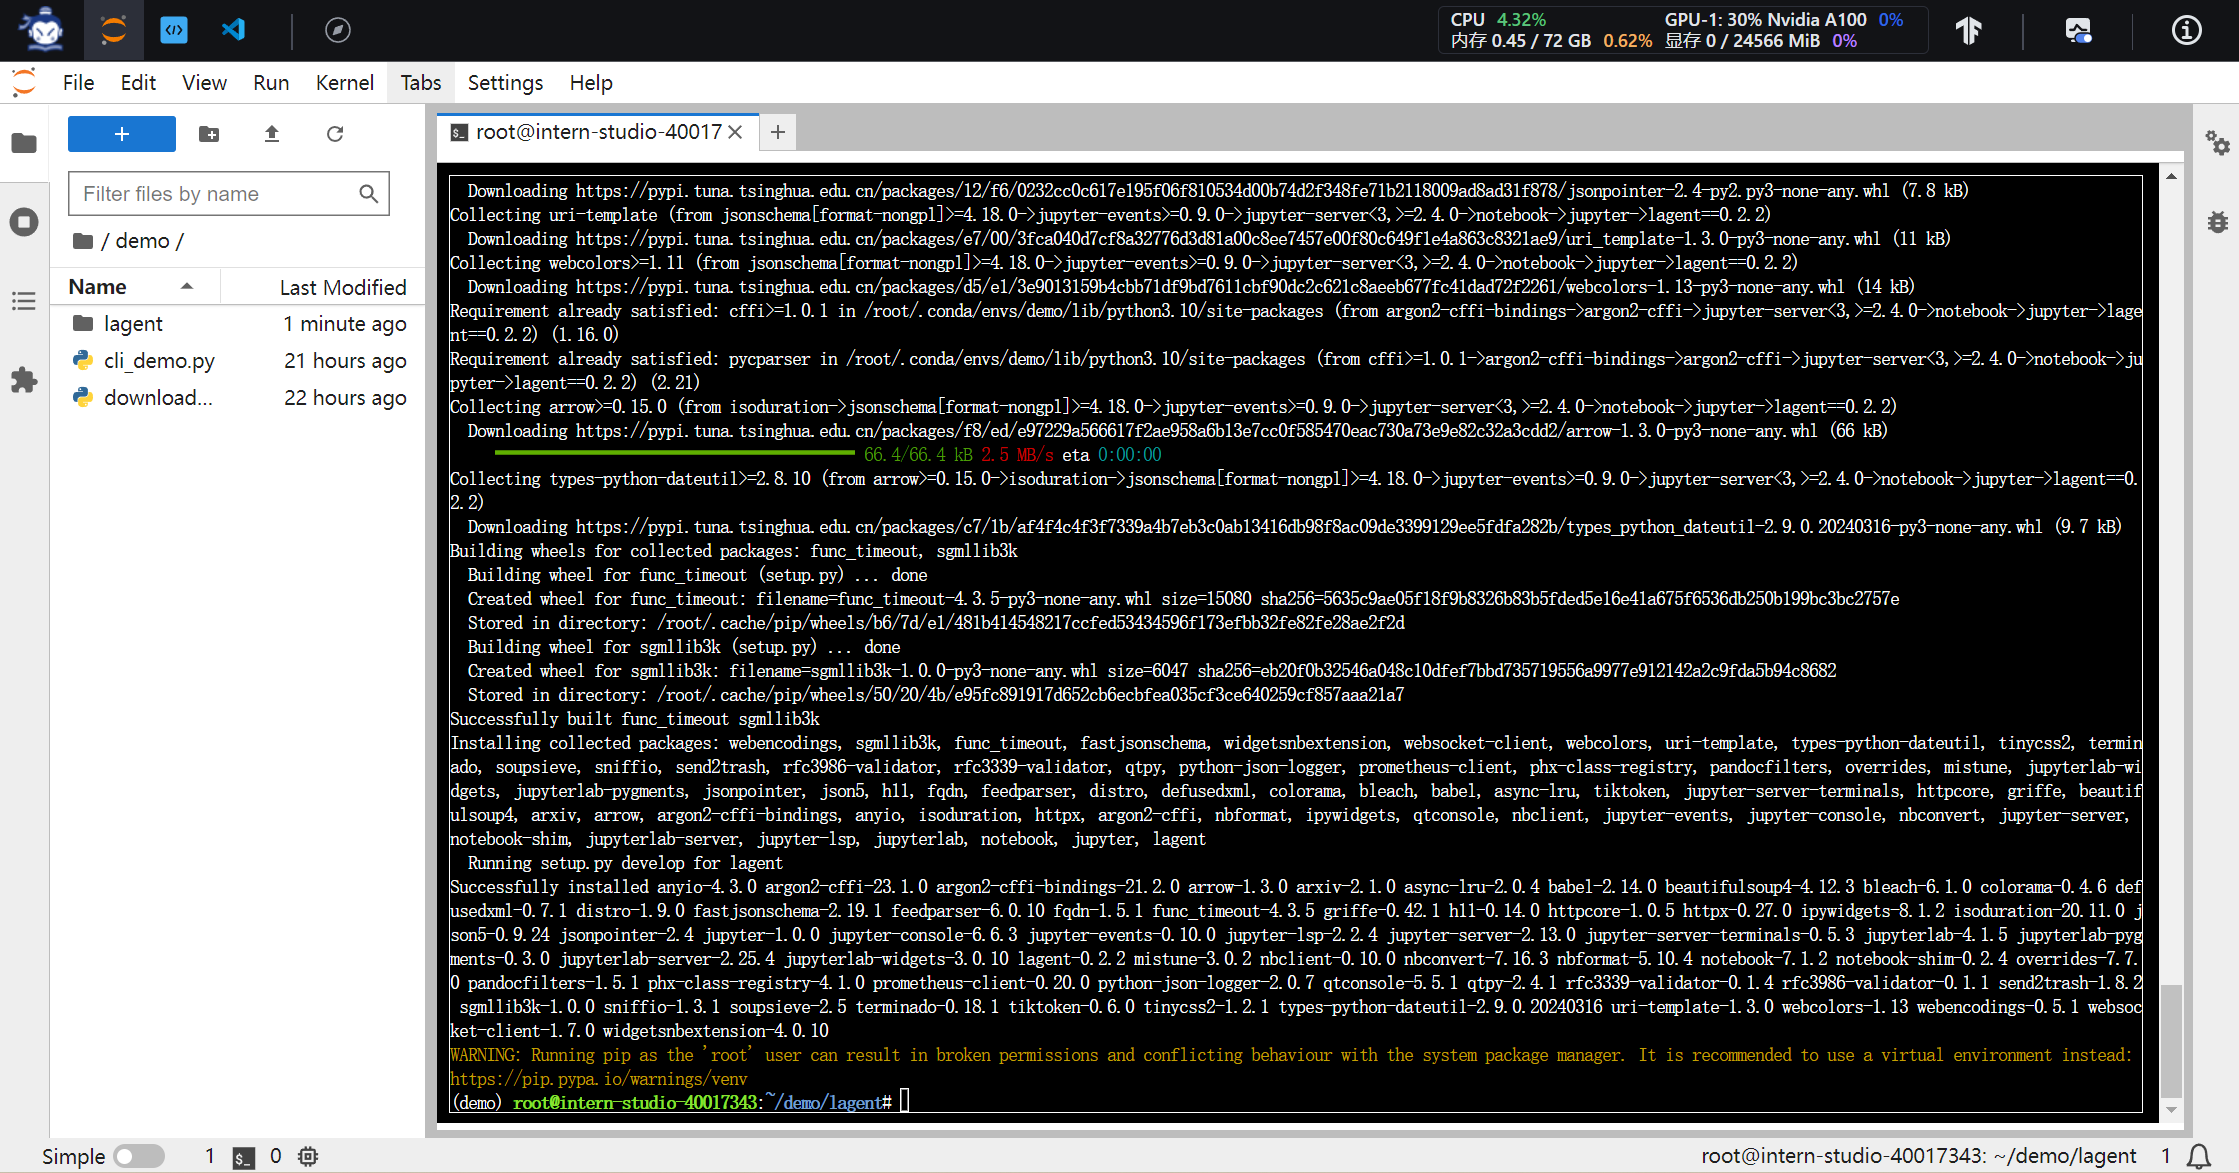 CPU 4.32%
GPU-1: 30% Nvidia A100 0%
内存 0.45 / 72 GB 0.62%
显存 0 / 24566 MiB 0%
File Edit View Run Kernel Tabs Settings Help
root@intern-studio-40017
Filter files by name
/ demo /
Name Last Modified
lagent 1 minute ago
cli_demo.py 21 hours ago
download... 22 hours ago
Downloading https://pypi.tuna.tsinghua.edu.cn/packages/12/f6/0232cc0c617e195f06f810534d00b74d2f348fe71b2118009ad8ad31f878/jsonpointer-2.4-py2.py3-none-any.whl (7.8 kB)
Collecting uri-template (from jsonschema[format-nongpl]>=4.18.0->jupyter-events>=0.9.0->jupyter-server<3,>=2.4.0->notebook->jupyter->lagent==0.2.2)
Downloading https://pypi.tuna.tsinghua.edu.cn/packages/e7/00/3fca040d7cf8a32776d3d81a00c8ee7457e00f80c649f1e4a863c8321ae9/uri_template-1.3.0-py3-none-any.whl (11 kB)
Collecting webcolors>=1.11 (from jsonschema[format-nongpl]>=4.18.0->jupyter-events>=0.9.0->jupyter-server<3,>=2.4.0->notebook->jupyter->lagent==0.2.2)
Downloading https://pypi.tuna.tsinghua.edu.cn/packages/d5/e1/3e9013159b4cbb71df9bd7611cbf90dc2c621c8aeeb677fc41dad72f2261/webcolors-1.13-py3-none-any.whl (14 kB)
Requirement already satisfied: cffi>=1.0.1 in /root/.conda/envs/demo/lib/python3.10/site-packages (from argon2-cffi-bindings->argon2-cffi->jupyter-server<3,>=2.4.0->notebook->jupyter->lage
nt==0.2.2) (1.16.0)
Requirement already satisfied: pycparser in /root/.conda/envs/demo/lib/python3.10/site-packages (from cffi>=1.0.1->argon2-cffi-bindings->argon2-cffi->jupyter-server<3,>=2.4.0->notebook->ju
pyter->lagent==0.2.2) (2.21)
Collecting arrow>=0.15.0 (from isoduration->jsonschema[format-nongpl]>=4.18.0->jupyter-events>=0.9.0->jupyter-server<3,>=2.4.0->notebook->jupyter->lagent==0.2.2)
Downloading https://pypi.tuna.tsinghua.edu.cn/packages/f8/ed/e97229a566617f2ae958a6b13e7cc0f585470eac730a73e9e82c32a3cdd2/arrow-1.3.0-py3-none-any.whl (66 kB)
66.4/66.4 kB 2.5 MB/s eta 0:00:00
Collecting types-python-dateutil>=2.8.10 (from arrow>=0.15.0->isoduration->jsonschema[format-nongpl]>=4.18.0->jupyter-events>=0.9.0->jupyter-server<3,>=2.4.0->notebook->jupyter->lagent==0.
2.2)
Downloading https://pypi.tuna.tsinghua.edu.cn/packages/c7/1b/af4f4c4f3f7339a4b7eb3c0ab13416db98f8ac09de3399129ee5fdfa282b/types_python_dateutil-2.9.0.20240316-py3-none-any.whl (9.7 kB)
Building wheels for collected packages: func_timeout, sgmllib3k
Building wheel for func_timeout (setup.py) ... done
Created wheel for func_timeout: filename=func_timeout-4.3.5-py3-none-any.whl size=15080 sha256=5635c9ae05f18f9b8326b83b5fded5e16e41a675f6536db250b199bc3bc2757e
Stored in directory: /root/.cache/pip/wheels/b6/7d/e1/481b414548217ccfed53434596f173efbb32fe82fe28ae2f2d
Building wheel for sgmllib3k (setup.py) ... done
Created wheel for sgmllib3k: filename=sgmllib3k-1.0.0-py3-none-any.whl size=6047 sha256=eb20f0b32546a048c10dfef7bbd735719556a9977e912142a2c9fda5b94c8682
Stored in directory: /root/.cache/pip/wheels/50/20/4b/e95fc891917d652cb6ecbfea035cf3ce640259cf857aaa21a7
Successfully built func_timeout sgmllib3k
Installing collected packages: webencodings, sgmllib3k, func_timeout, fastjsonschema, widgetsnbextension, websocket-client, webcolors, uri-template, types-python-dateutil, tinycss2, termin
ado, soupsieve, sniffio, send2trash, rfc3986-validator, rfc3339-validator, qtpy, python-json-logger, prometheus-client, phx-class-registry, pandocfilters, overrides, mistune, jupyterlab-wi
dgets, jupyterlab-pygments, jsonpointer, json5, h11, fqdn, feedparser, distro, defusedxml, colorama, bleach, babel, async-lru, tiktoken, jupyter-server-terminals, httpcore, griffe, beautif
ulsoup4, arxiv, arrow, argon2-cffi-bindings, anyio, isoduration, httpx, argon2-cffi, nbformat, ipywidgets, qtconsole, nbclient, jupyter-events, jupyter-console, nbconvert, jupyter-server,
notebook-shim, jupyterlab-server, jupyter-lsp, jupyterlab, notebook, jupyter, lagent
Running setup.py develop for lagent
Successfully installed anyio-4.3.0 argon2-cffi-23.1.0 argon2-cffi-bindings-21.2.0 arrow-1.3.0 arxiv-2.1.0 async-lru-2.0.4 babel-2.14.0 beautifulsoup4-4.12.3 bleach-6.1.0 colorama-0.4.6 def
usedxml-0.7.1 distro-1.9.0 fastjsonschema-2.19.1 feedparser-6.0.10 fqdn-1.5.1 func_timeout-4.3.5 griffe-0.42.1 h11-0.14.0 httpcore-1.0.5 httpx-0.27.0 ipywidgets-8.1.2 isoduration-20.11.0 j
son5-0.9.24 jsonpointer-2.4 jupyter-1.0.0 jupyter-console-6.6.3 jupyter-events-0.10.0 jupyter-lsp-2.2.4 jupyter-server-2.13.0 jupyter-server-terminals-0.5.3 jupyterlab-4.1.5 jupyterlab-pyg
ments-0.3.0 jupyterlab-server-2.25.4 jupyterlab-widgets-3.0.10 lagent-0.2.2 mistune-3.0.2 nbclient-0.10.0 nbconvert-7.16.3 nbformat-5.10.4 notebook-7.1.2 notebook-shim-0.2.4 overrides-7.7.
0 pandocfilters-1.5.1 phx-class-registry-4.1.0 prometheus-client-0.20.0 python-json-logger-2.0.7 qtconsole-5.5.1 qtpy-2.4.1 rfc3339-validator-0.1.4 rfc3986-validator-0.1.1 send2trash-1.8.2
sgmllib3k-1.0.0 sniffio-1.3.1 soupsieve-2.5 terminado-0.18.1 tiktoken-0.6.0 tinycss2-1.2.1 types-python-dateutil-2.9.0.20240316 uri-template-1.3.0 webcolors-1.13 webencodings-0.5.1 websoc
ket-client-1.7.0 widgetsnbextension-4.0.10
WARNING: Running pip as the 'root' user can result in broken permissions and conflicting behaviour with the system package manager. It is recommended to use a virtual environment instead:
https://pip.pypa.io/warnings/venv
(demo) root@intern-studio-40017343:~/demo/lagent#
Simple 1 0 root@intern-studio-40017343: ~/demo/lagent 1